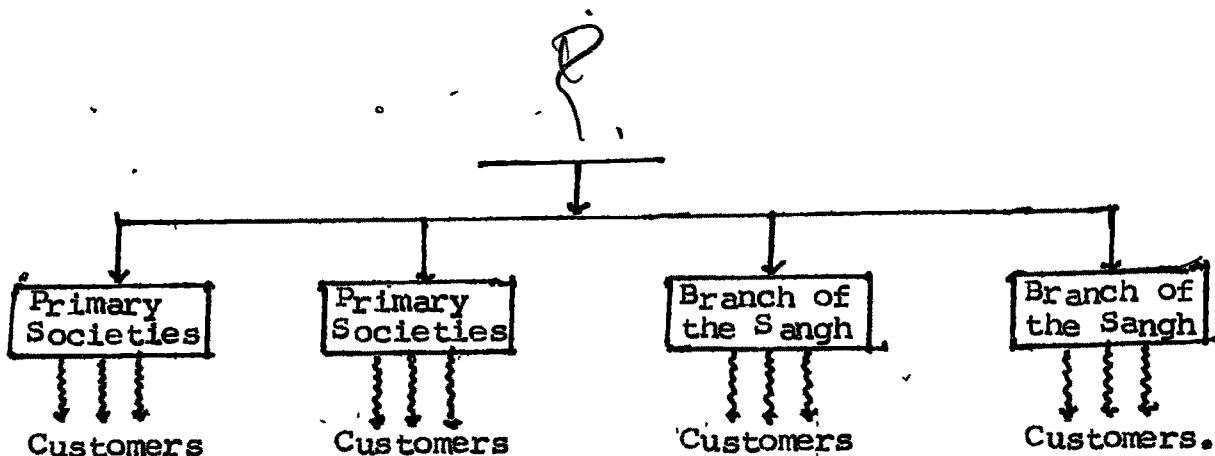 Primary
Societies
Primary
Societies
Branch of
the Sangh
Branch of
the Sangh
Customers
Customers
Customers
Customers.